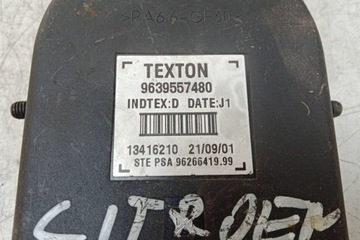 TEXTON
9639557480
INDTEX:D DATE:J1
13416210 21/09/01
STE PSA 96266419.99
CITROEN